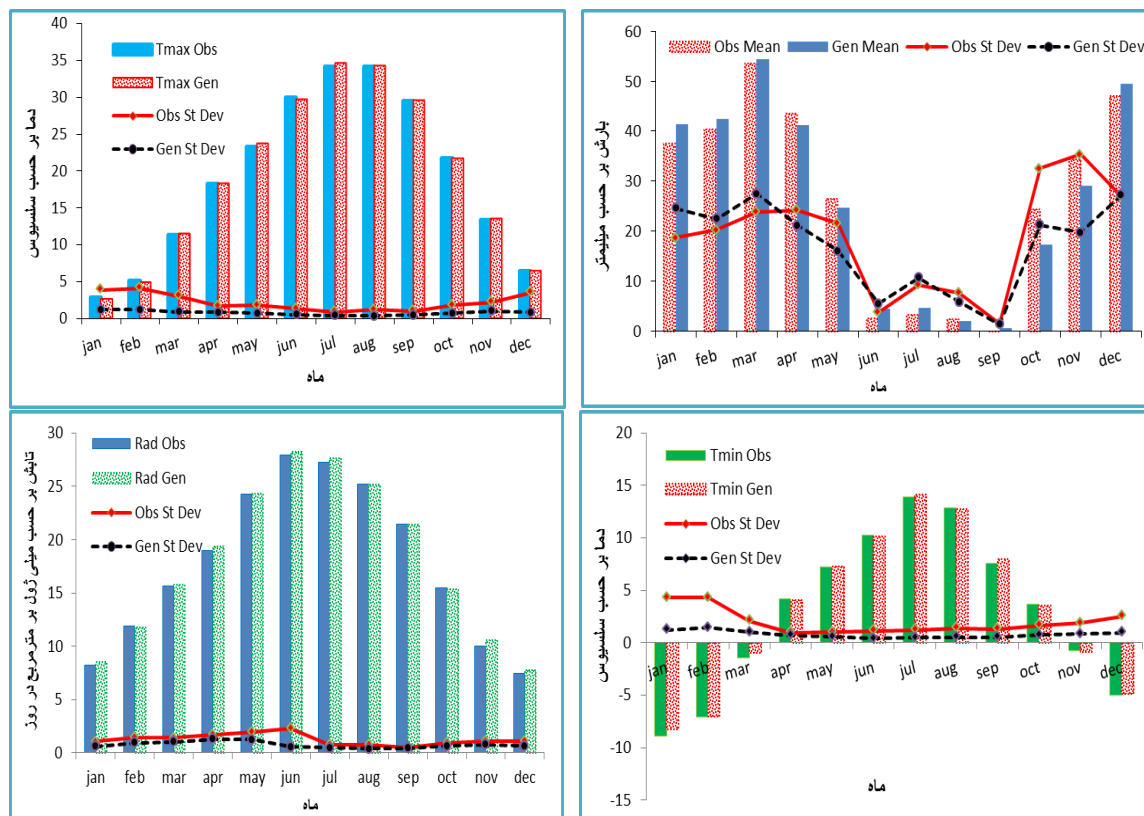 دما بر حسب سلسیوس
40
35
30
25
20
15
10
5
0
Tmax Obs
Tmax Gen
Obs St Dev
Gen St Dev
jan feb mar apr may jun jul aug sep oct nov dec
ماه
بارش بر حسب میلیمتر
60
50
40
30
20
10
0
Obs Mean Gen Mean Obs St Dev Gen St Dev
jan feb mar apr may jun jul aug sep oct nov dec
ماه
تابش بر حسب میلی ژول بر مترمربع در روز
30
25
20
15
10
5
0
Rad Obs
Rad Gen
Obs St Dev
Gen St Dev
jan feb mar apr may jun jul aug sep oct nov dec
ماه
دما بر حسب سلسیوس
20
15
10
5
0
-5
-10
-15
Tmin Obs
Tmin Gen
Obs St Dev
Gen St Dev
jan feb mar apr may jun jul aug sep oct nov dec
ماه